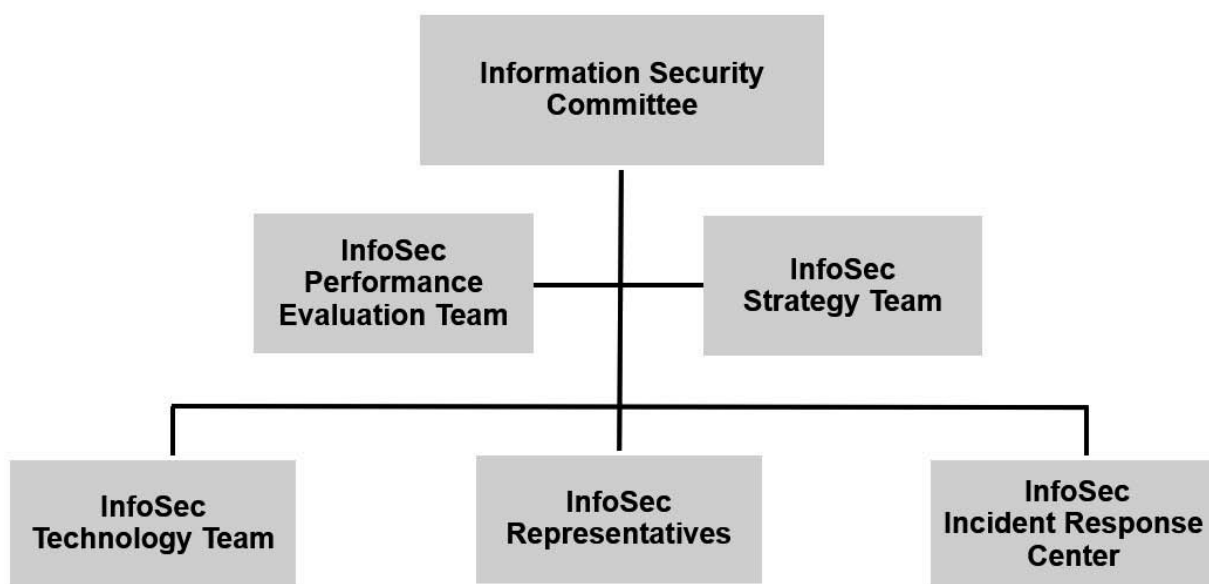 Information Security
Committee
InfoSec
Performance
Evaluation Team
InfoSec
Strategy Team
InfoSec
Technology Team
InfoSec
Representatives
InfoSec
Incident Response
Center